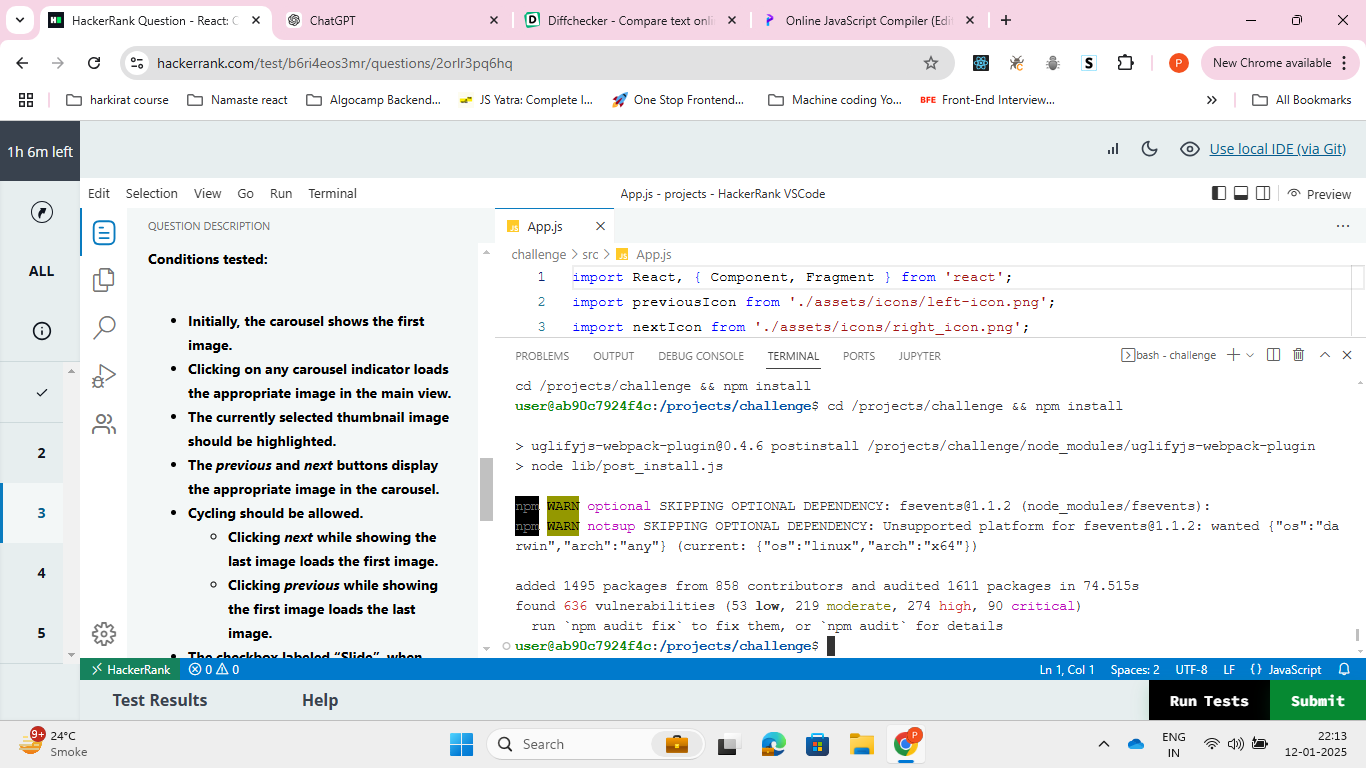 HackerRank Question - React: C
ChatGPT
Diffchecker - Compare text onli
Online JavaScript Compiler (Edi
hackerrank.com/test/b6ri4eos3mr/questions/2orlr3pq6hq
S
P
New Chrome available
harkirat course
Namaste react
Algocamp Backend...
JS Yatra: Complete I...
One Stop Frontend...
Machine coding Yo...
BFE Front-End Interview...
All Bookmarks
1h 6m left
Use local IDE (via Git)
Edit Selection View Go Run Terminal
App.js - projects - HackerRank VSCode
Preview
ALL
2
3
4
5
QUESTION DESCRIPTION
Conditions tested:
Initially, the carousel shows the first
image.
Clicking on any carousel indicator loads
the appropriate image in the main view.
The currently selected thumbnail image
should be highlighted.
The previous and next buttons display
the appropriate image in the carousel.
Cycling should be allowed.
Clicking next while showing the
last image loads the first image.
Clicking previous while showing
the first image loads the last
image.
The checkbox labeled “Slide”, when
JS App.js
challenge > src > JS App.js
1 import React, { Component, Fragment } from 'react';
2 import previousIcon from './assets/icons/left-icon.png';
3 import nextIcon from './assets/icons/right_icon.png';
PROBLEMS OUTPUT DEBUG CONSOLE TERMINAL PORTS JUPYTER
bash - challenge
cd /projects/challenge && npm install
user@ab90c7924f4c:/projects/challenge$ cd /projects/challenge && npm install
> uglifyjs-webpack-plugin@0.4.6 postinstall /projects/challenge/node_modules/uglifyjs-webpack-plugin
> node lib/post_install.js
npm WARN optional SKIPPING OPTIONAL DEPENDENCY: fsevents@1.1.2 (node_modules/fsevents):
npm WARN notsup SKIPPING OPTIONAL DEPENDENCY: Unsupported platform for fsevents@1.1.2: wanted {"os":"da
rwin","arch":"any"} (current: {"os":"linux","arch":"x64"})
added 1495 packages from 858 contributors and audited 1611 packages in 74.515s
found 636 vulnerabilities (53 low, 219 moderate, 274 high, 90 critical)
run `npm audit fix` to fix them, or `npm audit` for details
user@ab90c7924f4c:/projects/challenge$
HackerRank
0 0
Ln 1, Col 1 Spaces: 2 UTF-8 LF {} JavaScript
Test Results Help
Run Tests Submit
9+
24°C
Smoke
Search
P
ENG
IN
22:13
12-01-2025